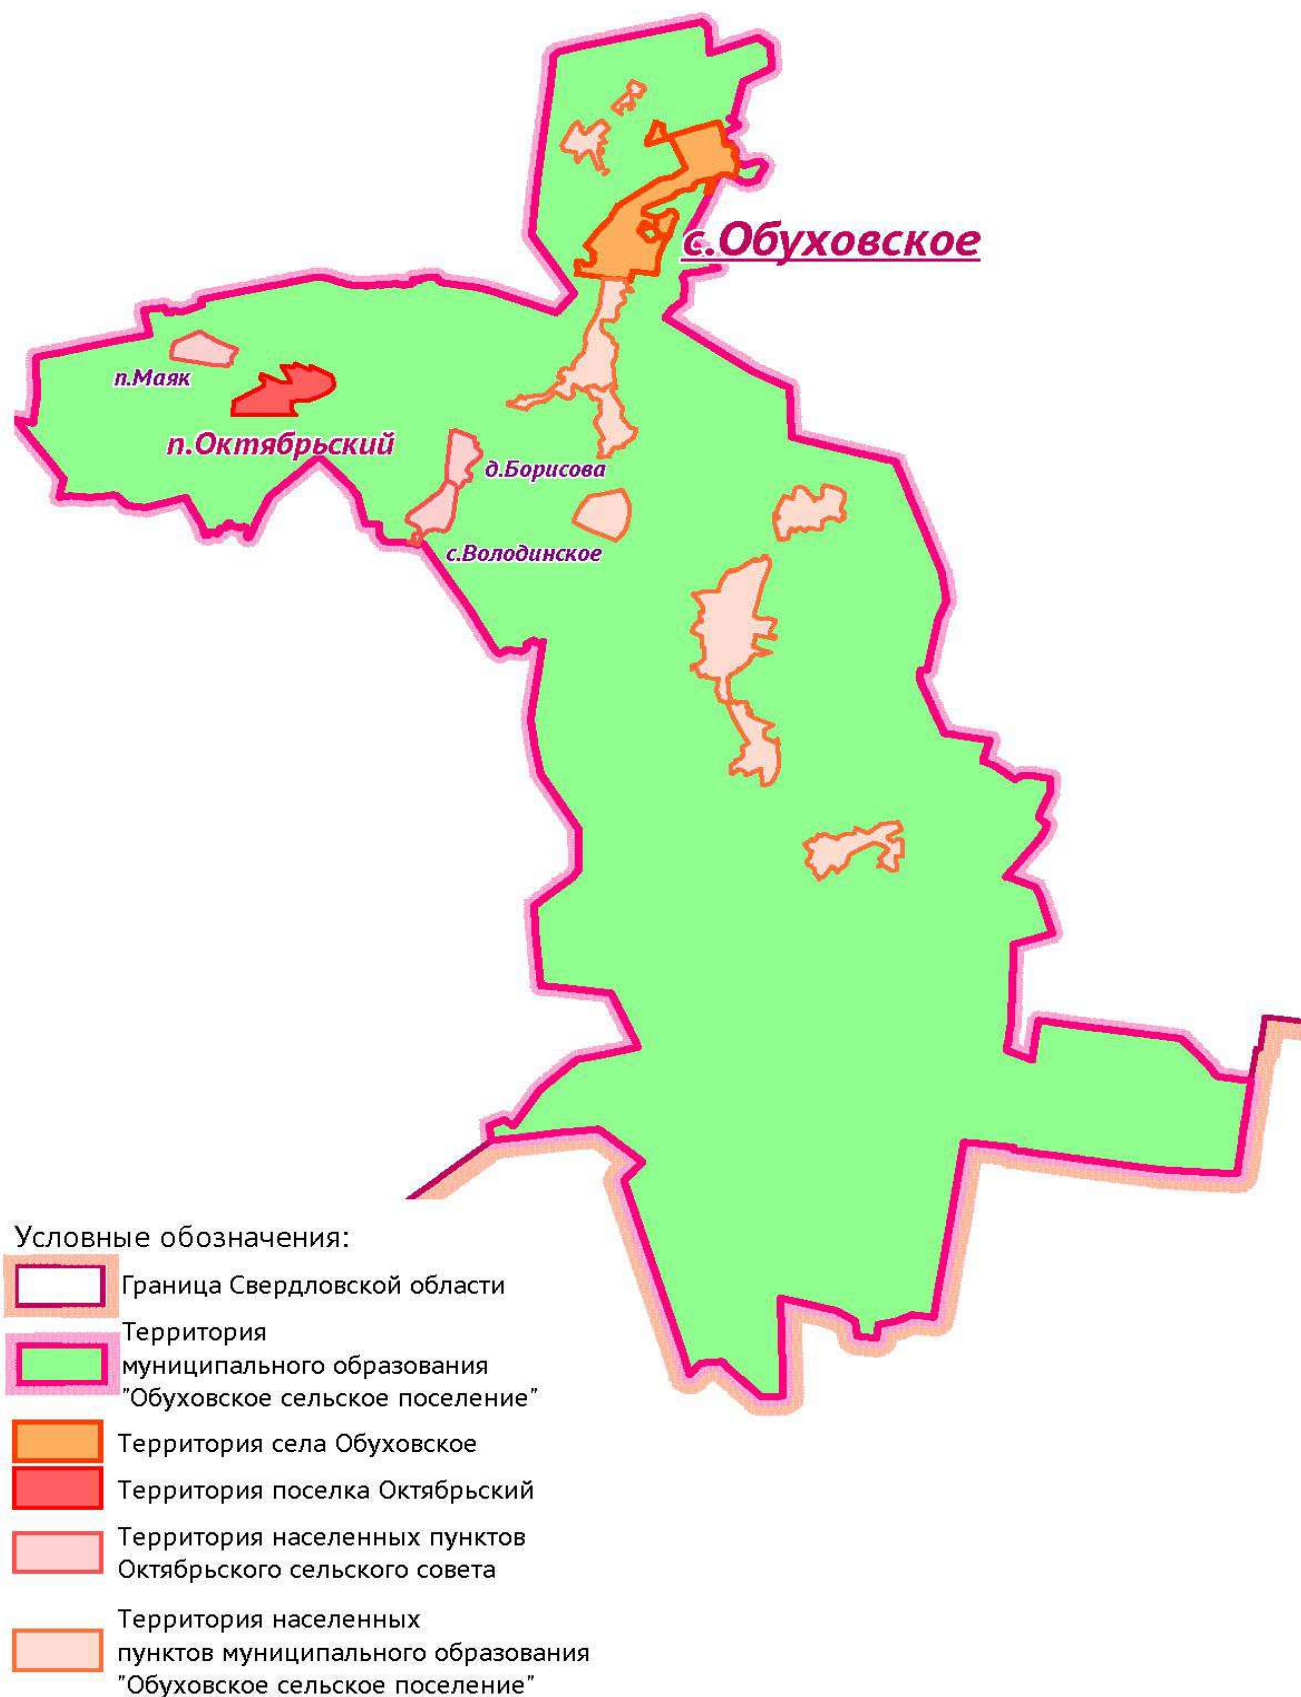 с.Обуховское
п.Маяк
п.Октябрьский
д.Борисова
с.Володинское
Условные обозначения:
Граница Свердловской области
Территория
муниципального образования
"Обуховское сельское поселение"
Территория села Обуховское
Территория поселка Октябрьский
Территория населенных пунктов
Октябрьского сельского совета
Территория населенных
пунктов муниципального образования
"Обуховское сельское поселение"